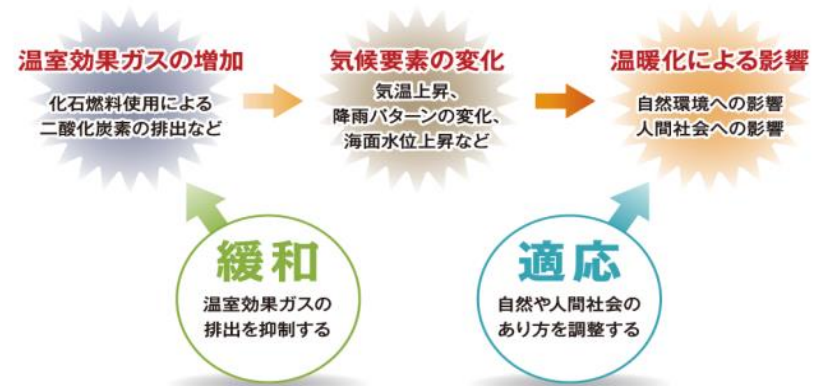 温室効果ガスの増加
化石燃料使用による
二酸化炭素の排出など
気候要素の変化
気温上昇、
降雨パターンの変化、
海面水位上昇など
温暖化による影響
自然環境への影響
人間社会への影響
緩和
温室効果ガスの
排出を抑制する
適応
自然や人間社会の
あり方を調整する